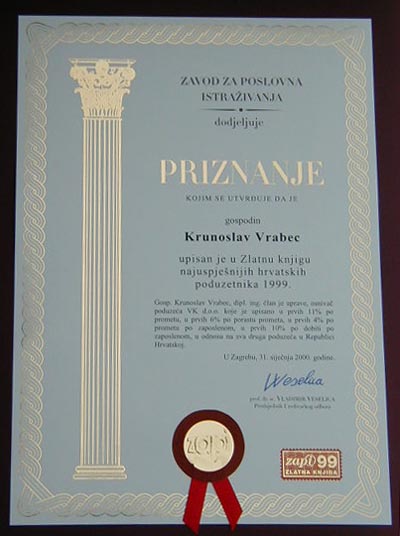 ZAVOD ZA POSLOVNA
ISTRAŽIVANJA
dodjeljuje
PRIZNANJE
KOJIM SE UTVRĐUJE DA JE
gospodin
Krunoslav Vrabec
upisan je u Zlatnu knjigu
najuspješnijih hrvatskih
poduzetnika 1999.
Gosp. Krunoslav Vrabec, dipl. ing. član je uprave, osnivač
poduzeća VK d.o.o. koje je upisano u prvih 11% po
prometu, u prvih 6% po porastu prometa, u prvih 4% po
prometu po zaposlenom, u prvih 10% po dobiti po
zaposlenom, u odnosu na sva druga poduzeća u Republici
Hrvatskoj.
U Zagrebu, 31. siječnja 2000. godine.
Veselica
prof. dr. sc. VLADIMIR VESELICA
Predsjednik Uređivačkog odbora
zapi
zapi 99
ZLATNA KNJIGA